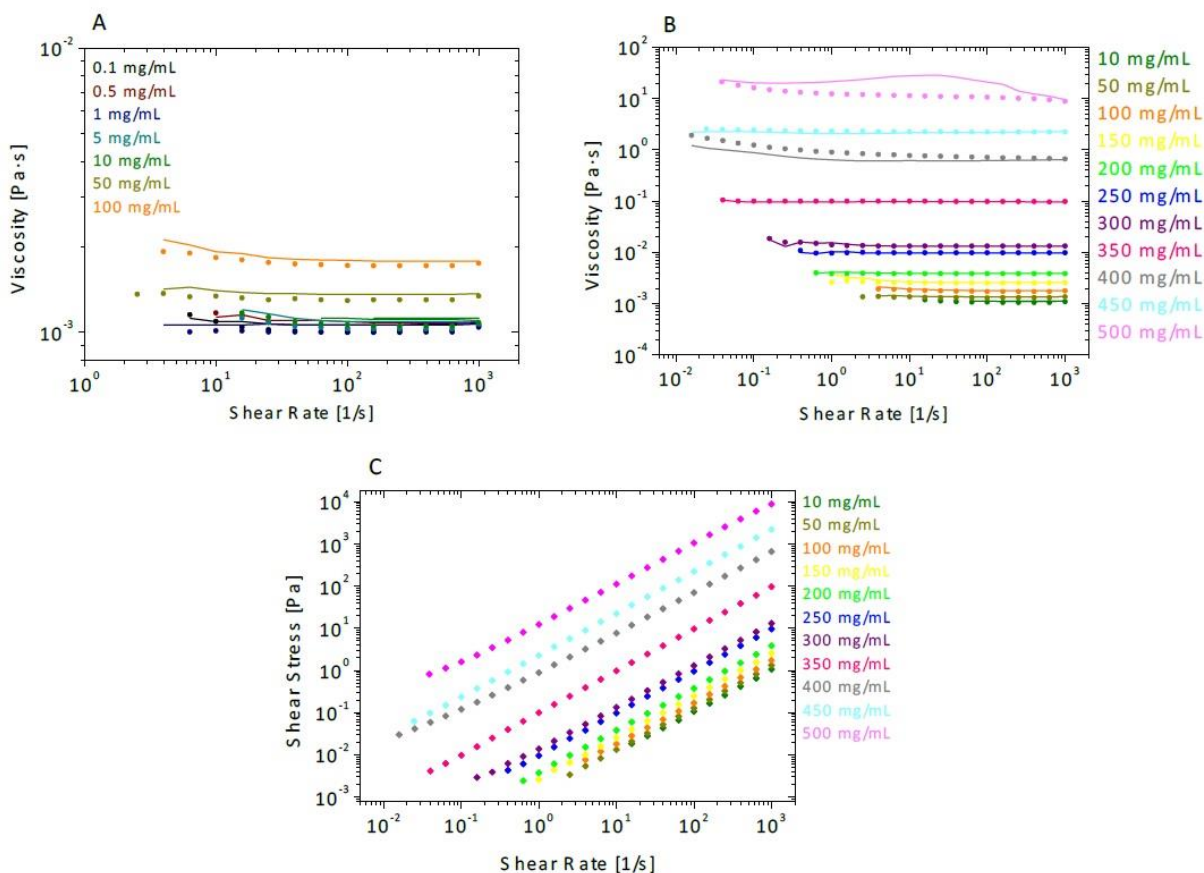 A
10^-2
10^-3
Viscosity [Pa·s]
0.1 mg/mL
0.5 mg/mL
1 mg/mL
5 mg/mL
10 mg/mL
50 mg/mL
100 mg/mL
10^0 10^1 10^2 10^3
Shear Rate [1/s]
B
10^2
10^1
10^0
10^-1
10^-2
10^-3
10^-4
Viscosity [Pa·s]
10^-2 10^-1 10^0 10^1 10^2 10^3
Shear Rate [1/s]
10 mg/mL
50 mg/mL
100 mg/mL
150 mg/mL
200 mg/mL
250 mg/mL
300 mg/mL
350 mg/mL
400 mg/mL
450 mg/mL
500 mg/mL
C
10^4
10^3
10^2
10^1
10^0
10^-1
10^-2
10^-3
Shear Stress [Pa]
10^-2 10^-1 10^0 10^1 10^2 10^3
Shear Rate [1/s]
10 mg/mL
50 mg/mL
100 mg/mL
150 mg/mL
200 mg/mL
250 mg/mL
300 mg/mL
350 mg/mL
400 mg/mL
450 mg/mL
500 mg/mL